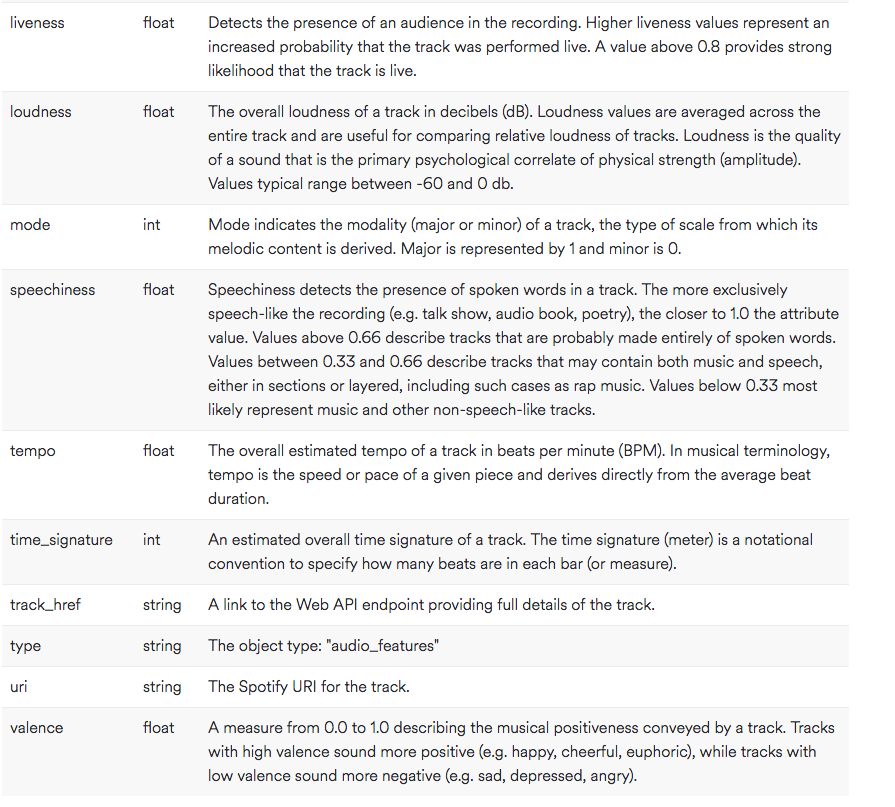 liveness float Detects the presence of an audience in the recording. Higher liveness values represent an
increased probability that the track was performed live. A value above 0.8 provides strong
likelihood that the track is live.
loudness float The overall loudness of a track in decibels (dB). Loudness values are averaged across the
entire track and are useful for comparing relative loudness of tracks. Loudness is the quality
of a sound that is the primary psychological correlate of physical strength (amplitude).
Values typical range between -60 and 0 db.
mode int Mode indicates the modality (major or minor) of a track, the type of scale from which its
melodic content is derived. Major is represented by 1 and minor is 0.
speechiness float Speechiness detects the presence of spoken words in a track. The more exclusively
speech-like the recording (e.g. talk show, audio book, poetry), the closer to 1.0 the attribute
value. Values above 0.66 describe tracks that are probably made entirely of spoken words.
Values between 0.33 and 0.66 describe tracks that may contain both music and speech,
either in sections or layered, including such cases as rap music. Values below 0.33 most
likely represent music and other non-speech-like tracks.
tempo float The overall estimated tempo of a track in beats per minute (BPM). In musical terminology,
tempo is the speed or pace of a given piece and derives directly from the average beat
duration.
time_signature int An estimated overall time signature of a track. The time signature (meter) is a notational
convention to specify how many beats are in each bar (or measure).
track_href string A link to the Web API endpoint providing full details of the track.
type string The object type: "audio_features"
uri string The Spotify URI for the track.
valence float A measure from 0.0 to 1.0 describing the musical positiveness conveyed by a track. Tracks
with high valence sound more positive (e.g. happy, cheerful, euphoric), while tracks with
low valence sound more negative (e.g. sad, depressed, angry).